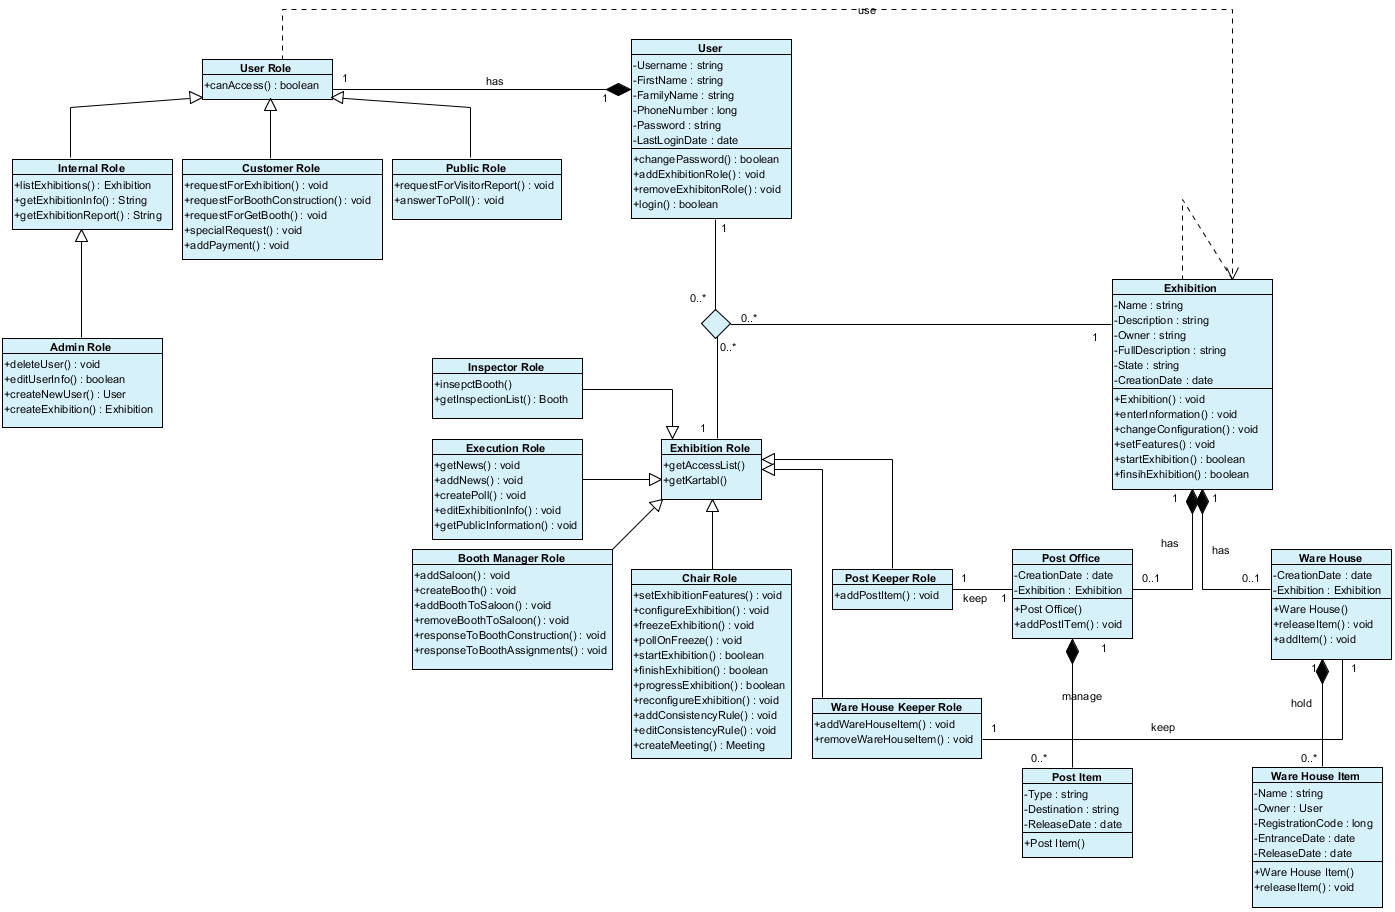 use
User Role
+canAccess() : boolean
1
has
1
User
-Username : string
-FirstName : string
-FamilyName : string
-PhoneNumber : long
-Password : string
-LastLoginDate : date
+changePassword() : boolean
+addExhibitionRole() : void
+removeExhibitonRole() : void
+login() : boolean
Internal Role
+listExhibitions() : Exhibition
+getExhibitionInfo() : String
+getExhibitionReport() : String
Customer Role
+requestForExhibition() : void
+requestForBoothConstruction() : void
+requestForGetBooth() : void
+specialRequest() : void
+addPayment() : void
Public Role
+requestForVisitorReport() : void
+answerToPoll() : void
1
0..*
0..*
0..*
1
1
Exhibition
-Name : string
-Description : string
-Owner : string
-FullDescription : string
-State : string
-CreationDate : date
+Exhibition() : void
+enterInformation() : void
+changeConfiguration() : void
+setFeatures() : void
+startExhibition() : boolean
+finsihExhibition() : boolean
Admin Role
+deleteUser() : void
+editUserInfo() : boolean
+createNewUser() : User
+createExhibition() : Exhibition
Inspector Role
+insepctBooth()
+getInspectionList() : Booth
Execution Role
+getNews() : void
+addNews() : void
+createPoll() : void
+editExhibitionInfo() : void
+getPublicInformation() : void
Exhibition Role
+getAccessList()
+getKartabl()
Booth Manager Role
+addSaloon() : void
+createBooth() : void
+addBoothToSaloon() : void
+removeBoothToSaloon() : void
+responseToBoothConstruction() : void
+responseToBoothAssignments() : void
Chair Role
+setExhibitionFeatures() : void
+configureExhibition() : void
+freezeExhibition() : void
+pollOnFreeze() : void
+startExhibition() : boolean
+finishExhibition() : boolean
+progressExhibition() : boolean
+reconfigureExhibition() : void
+addConsistencyRule() : void
+editConsistencyRule() : void
+createMeeting() : Meeting
Post Keeper Role
+addPostItem() : void
1
keep
1
Post Office
-CreationDate : date
-Exhibition : Exhibition
+Post Office()
+addPostITem() : void
1
1
has
has
0..1
0..1
Ware House
-CreationDate : date
-Exhibition : Exhibition
+Ware House()
+releaseItem() : void
+addItem() : void
1
manage
0..*
1
1
hold
0..*
Ware House Keeper Role
+addWareHouseItem() : void
+removeWareHouseItem() : void
1
keep
Post Item
-Type : string
-Destination : string
-ReleaseDate : date
+Post Item()
Ware House Item
-Name : string
-Owner : User
-RegistrationCode : long
-EntranceDate : date
-ReleaseDate : date
+Ware House Item()
+releaseItem() : void